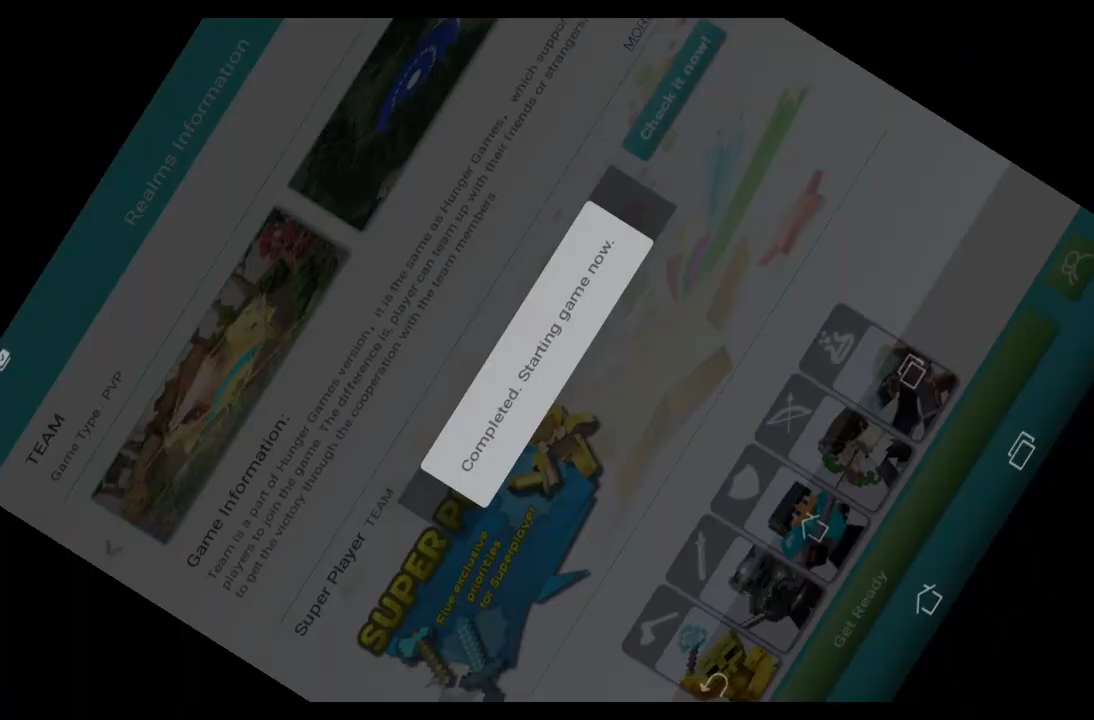 Realms Information
TEAM
Game Type : PVP
Game Information:
Team is a part of Hunger Games version, it is the same as Hunger Games, which
players to join the game. The difference is, player can team up with their friends or strangers,
to get the victory through the cooperation with the team members
Completed. Starting game now.
Super Player TEAM
SUPER
Five exclusive
priorities
for Superplayer
Check it now!
Get Ready